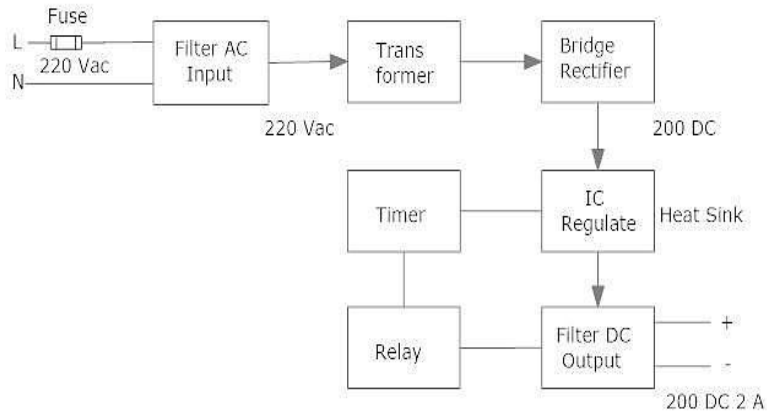 Fuse
L
220 Vac
N
Filter AC
Input
220 Vac
Trans
former
Bridge
Rectifier
200 DC
Timer
IC
Regulate
Heat Sink
Relay
Filter DC
Output
+
-
200 DC 2 A